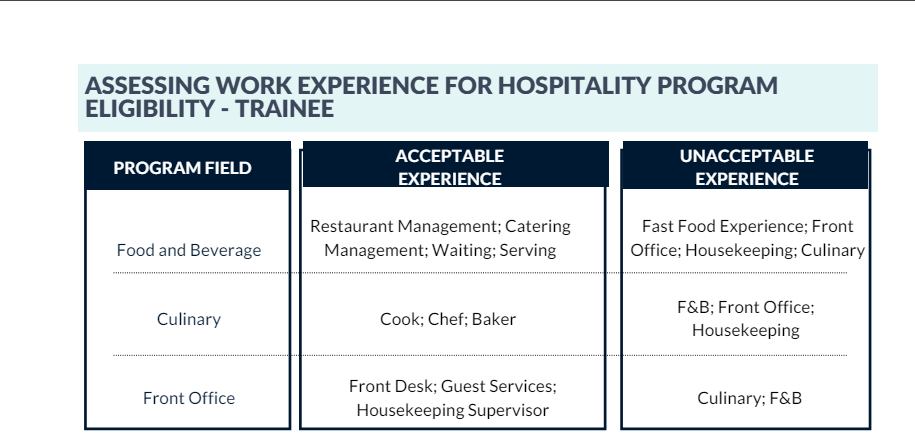 ASSESSING WORK EXPERIENCE FOR HOSPITALITY PROGRAM
ELIGIBILITY - TRAINEE
PROGRAM FIELD
ACCEPTABLE
EXPERIENCE
UNACCEPTABLE
EXPERIENCE
Food and Beverage
Restaurant Management; Catering
Management; Waiting; Serving
Fast Food Experience; Front
Office; Housekeeping; Culinary
Culinary
Cook; Chef; Baker
F&B; Front Office;
Housekeeping
Front Office
Front Desk; Guest Services;
Housekeeping Supervisor
Culinary; F&B